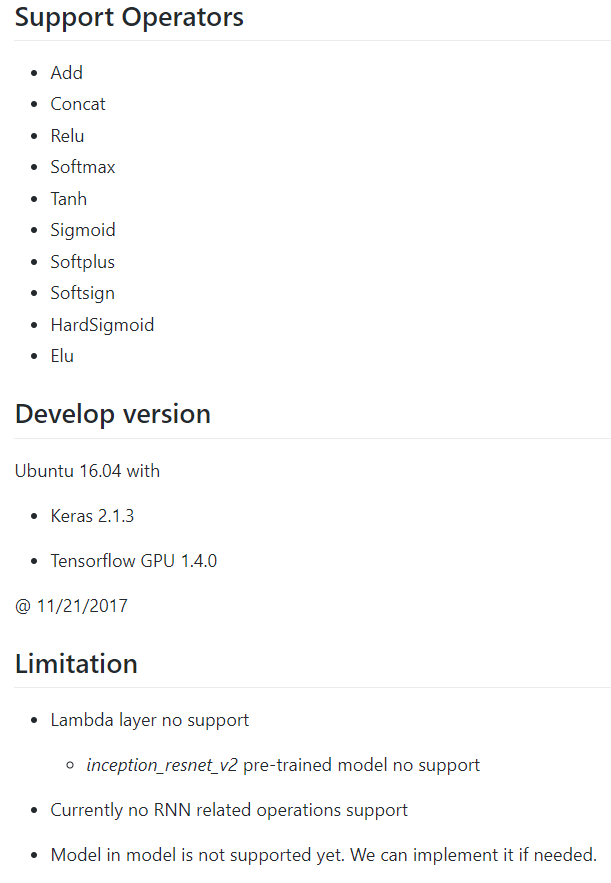 Support Operators
Add
Concat
Relu
Softmax
Tanh
Sigmoid
Softplus
Softsign
HardSigmoid
Elu
Develop version
Ubuntu 16.04 with
Keras 2.1.3
Tensorflow GPU 1.4.0
@ 11/21/2017
Limitation
Lambda layer no support
inception_resnet_v2 pre-trained model no support
Currently no RNN related operations support
Model in model is not supported yet. We can implement it if needed.